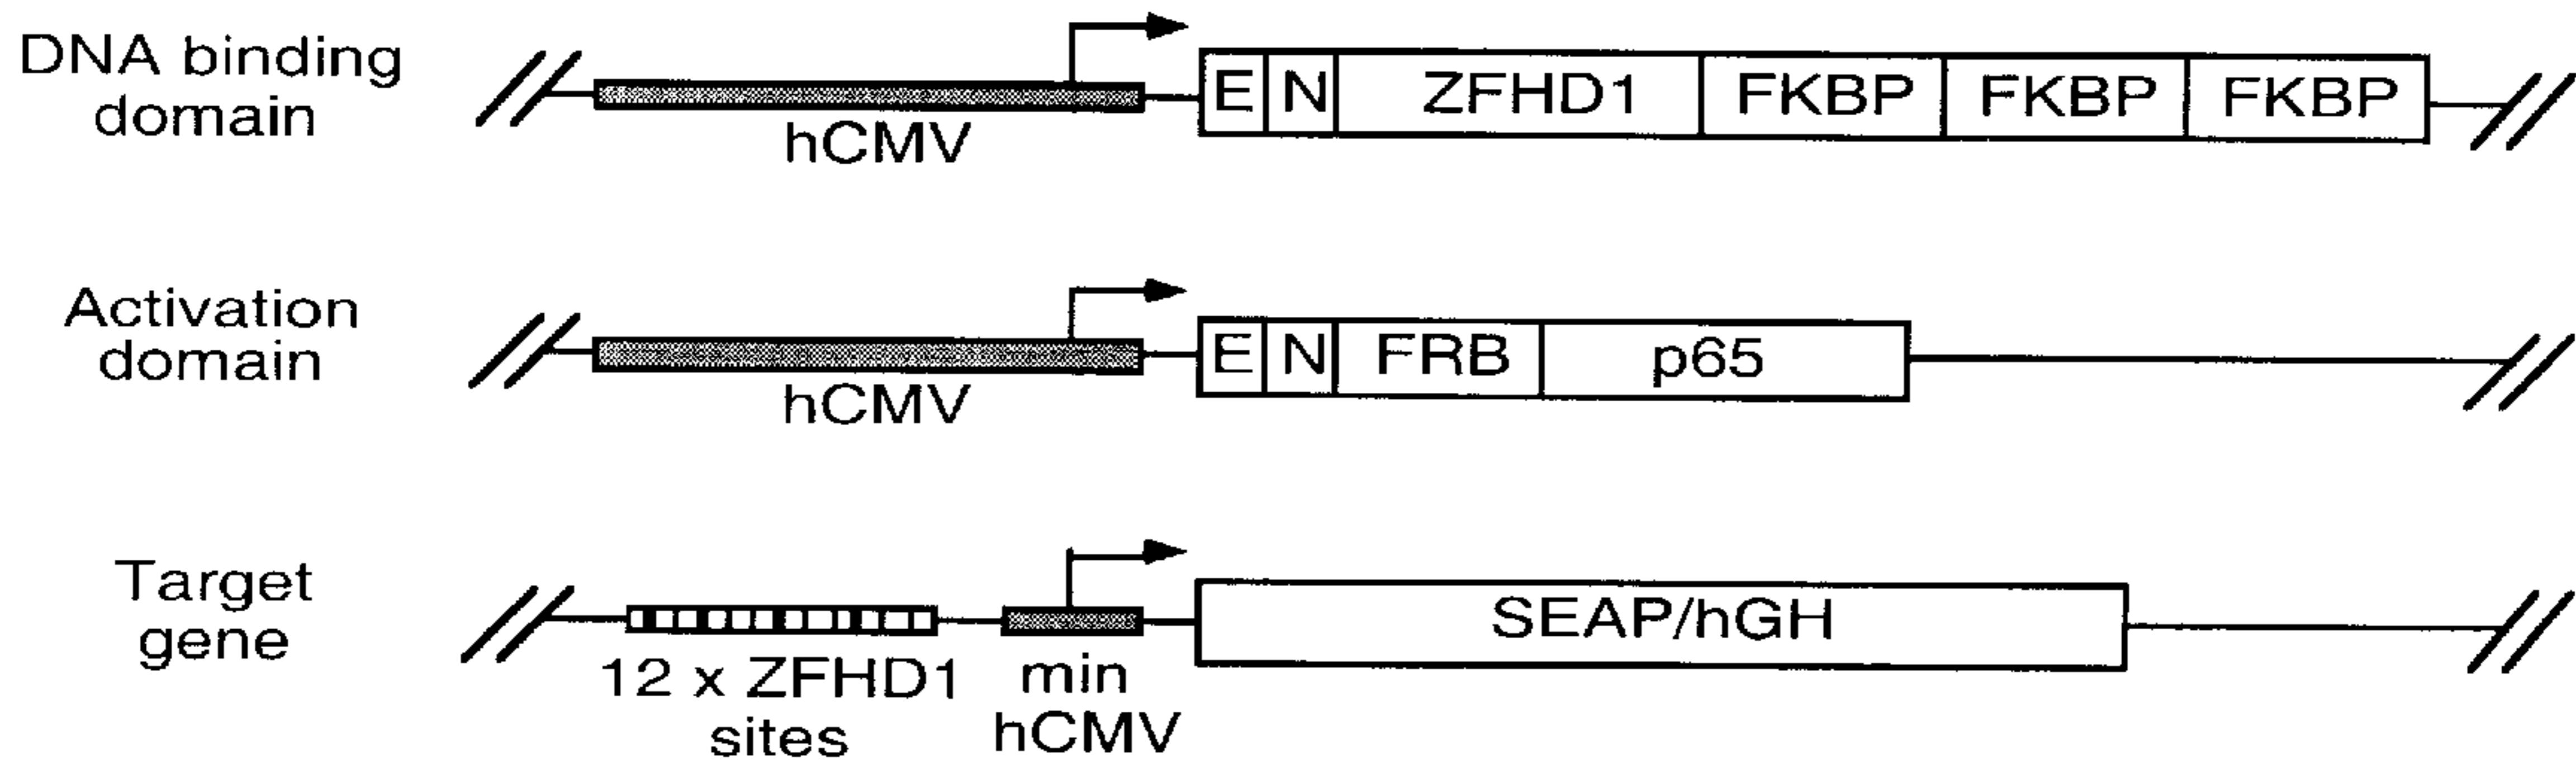 DNA binding
domain
hCMV
E N ZFHD1 FKBP FKBP FKBP
Activation
domain
hCMV
E N FRB p65
Target
gene
12 x ZFHD1
sites
min
hCMV
SEAP/hGH